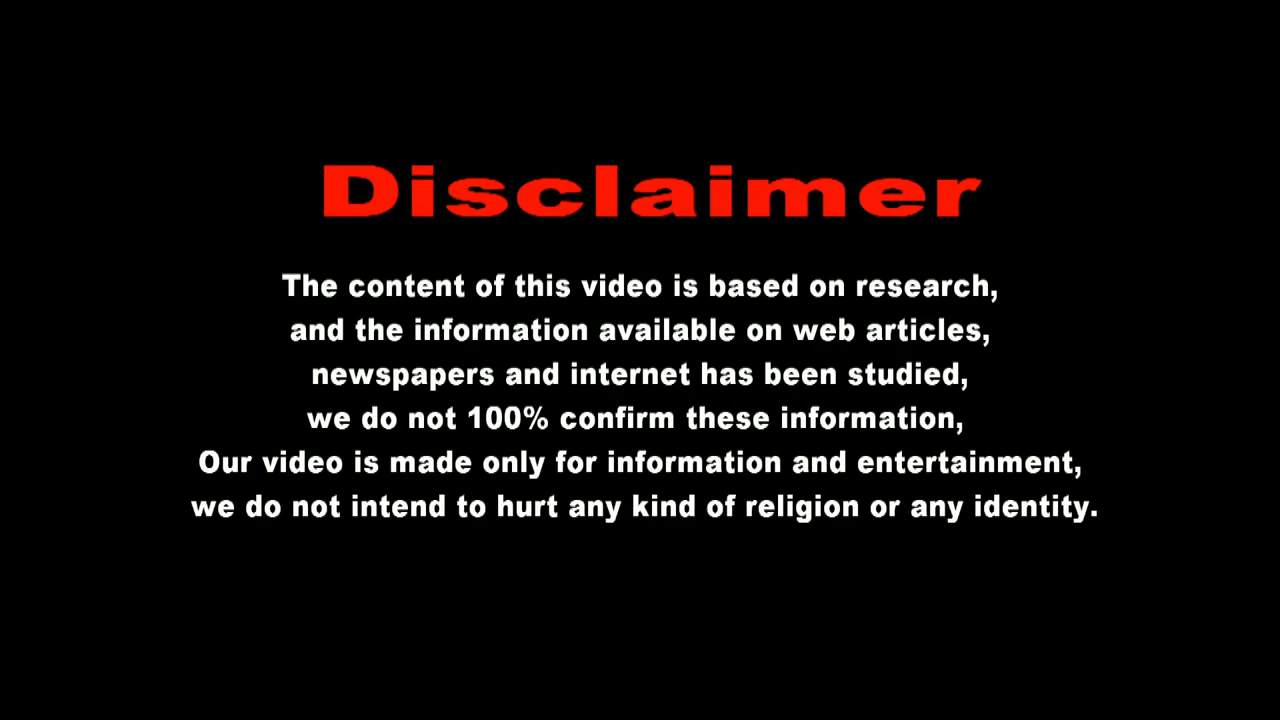 Disclaimer
The content of this video is based on research,
and the information available on web articles,
newspapers and internet has been studied,
we do not 100% confirm these information,
Our video is made only for information and entertainment,
we do not intend to hurt any kind of religion or any identity.